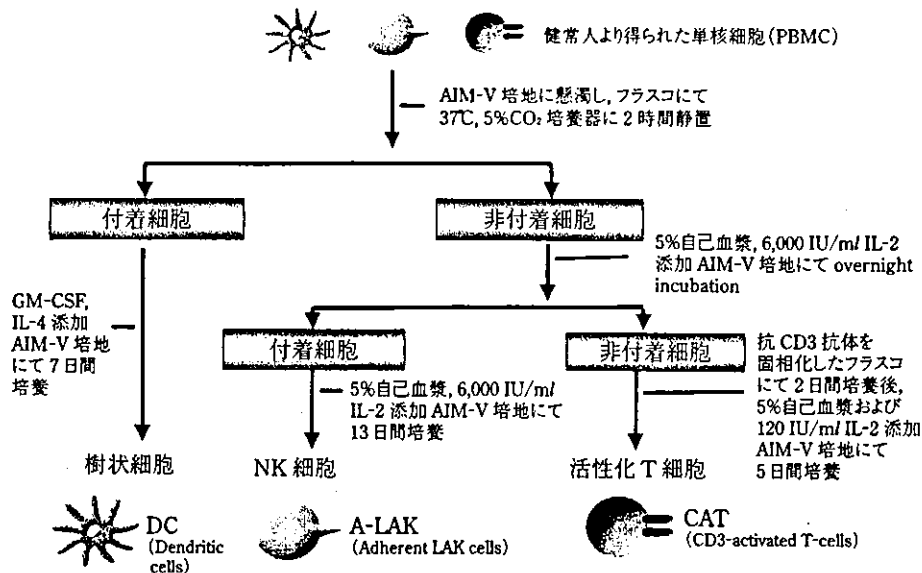 健常人より得られた単核細胞(PBMC)
AIM-V 培地に懸濁し,フラスコにて
37℃, 5%CO₂ 培養器に2時間静置
付着細胞
非付着細胞
5%自己血漿, 6,000 IU/ml IL-2
添加 AIM-V 培地にて overnight
incubation
GM-CSF,
IL-4 添加
AIM-V 培地
にて7日間
培養
付着細胞
非付着細胞
5%自己血漿, 6,000 IU/ml
IL-2 添加 AIM-V 培地にて
13日間培養
抗 CD3 抗体を
固相化したフラスコ
にて2日間培養後,
5%自己血漿および
120 IU/ml IL-2 添加
AIM-V 培地にて
5日間培養
樹状細胞
NK 細胞
活性化 T 細胞
DC
(Dendritic
cells)
A-LAK
(Adherent LAK cells)
CAT
(CD3-activated T-cells)